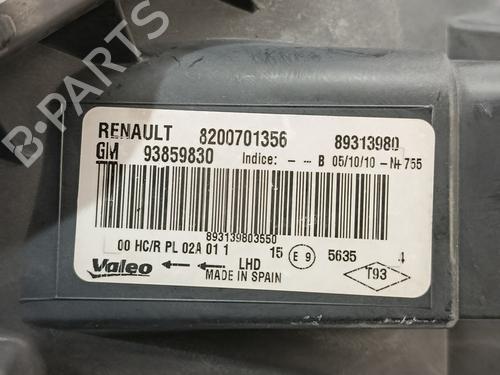 B-PARTS
RENAULT 8200701356 89313980
GM 93859830 Indice: - - B 05/10/10 -N+755
893139803550
00 HC/R PL 02A 01 1 15 E 9 5635 4
Valeo LHD T93
MADE IN SPAIN